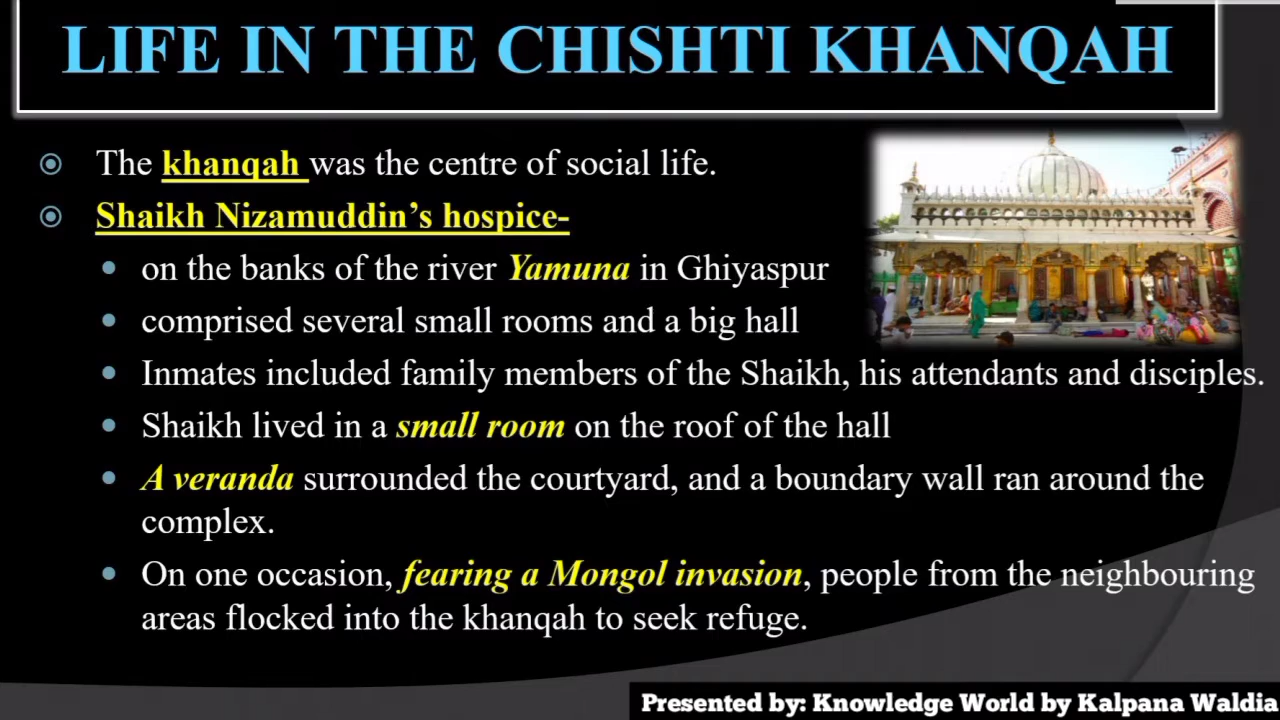 LIFE IN THE CHISHTI KHANQAH
The khanqah was the centre of social life.
Shaikh Nizamuddin’s hospice-
on the banks of the river Yamuna in Ghiyaspur
comprised several small rooms and a big hall
Inmates included family members of the Shaikh, his attendants and disciples.
Shaikh lived in a small room on the roof of the hall
A veranda surrounded the courtyard, and a boundary wall ran around the
complex.
On one occasion, fearing a Mongol invasion, people from the neighbouring
areas flocked into the khanqah to seek refuge.
Presented by: Knowledge World by Kalpana Waldia